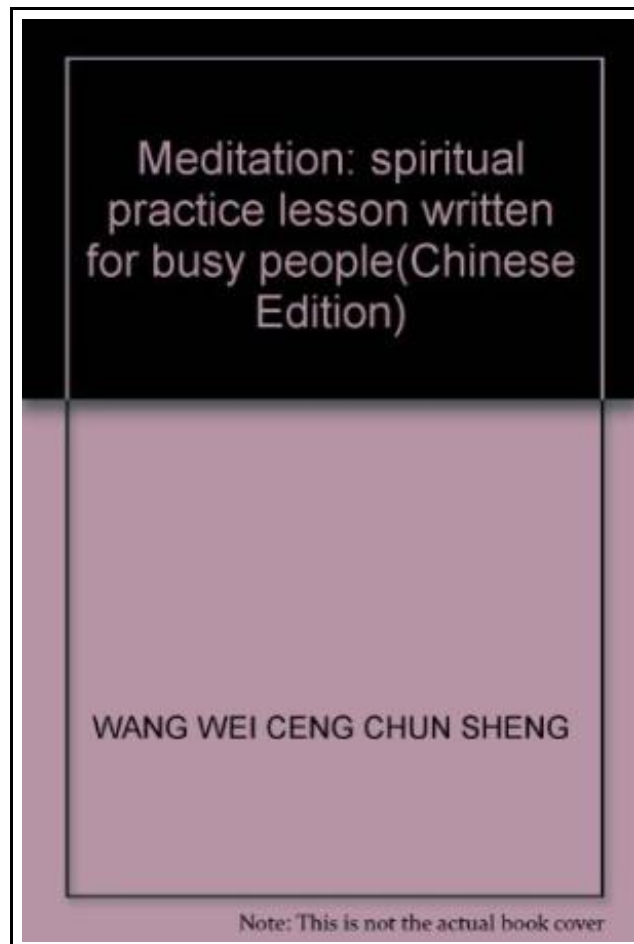 Meditation: spiritual
practice lesson written
for busy people(Chinese
Edition)
WANG WEI CENG CHUN SHENG
Note: This is not the actual book cover